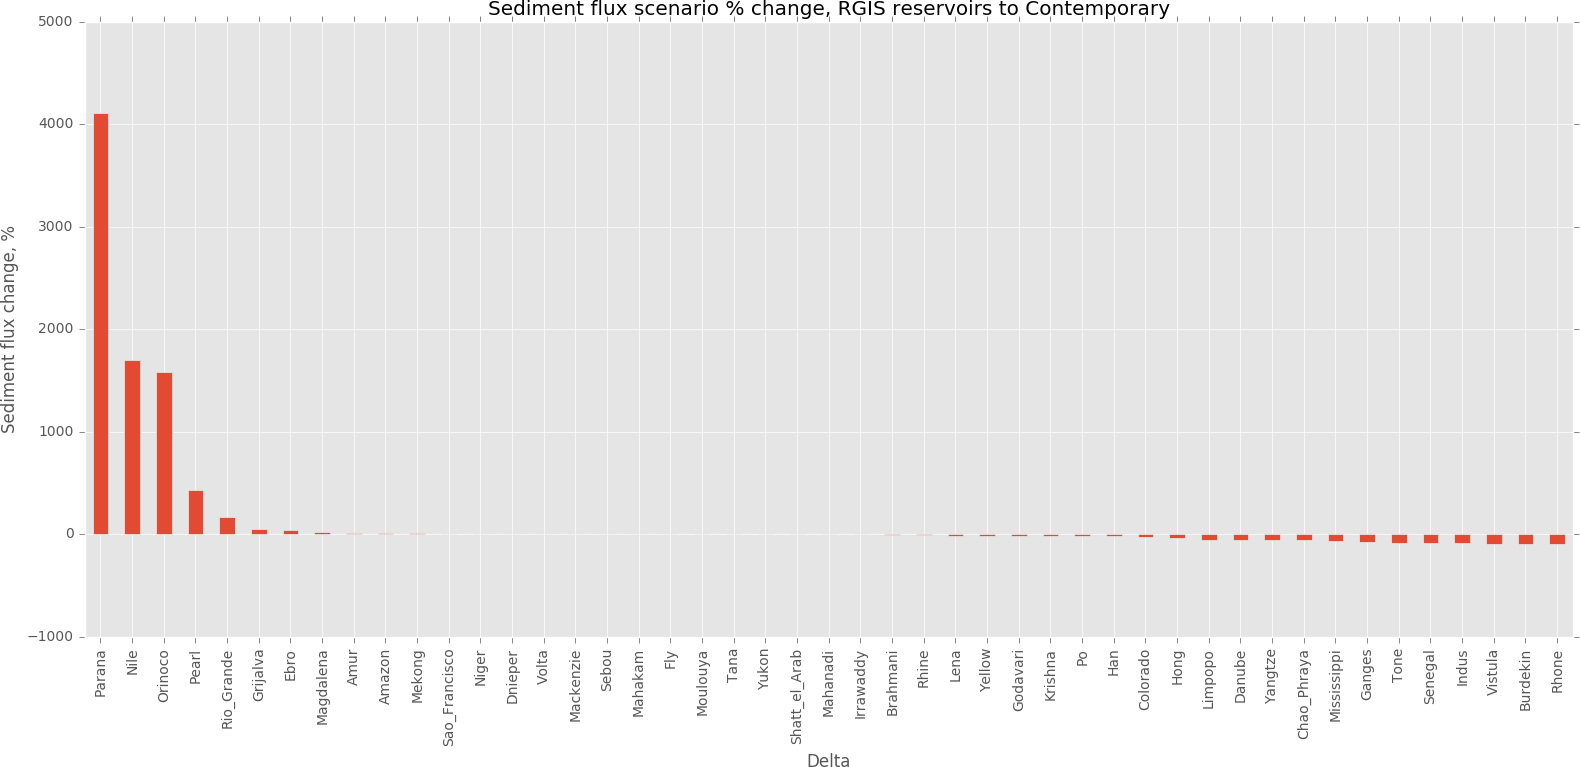 Sediment flux scenario % change, RGIS reservoirs to Contemporary
Sediment flux change, %
5000
4000
3000
2000
1000
0
−1000
Parana
Nile
Orinoco
Pearl
Rio_Grande
Grijalva
Ebro
Magdalena
Amur
Amazon
Mekong
Sao_Francisco
Niger
Dnieper
Volta
Mackenzie
Sebou
Mahakam
Fly
Moulouya
Tana
Yukon
Shatt_el_Arab
Mahanadi
Irrawaddy
Brahmani
Rhine
Lena
Yellow
Godavari
Krishna
Po
Han
Colorado
Hong
Limpopo
Danube
Yangtze
Chao_Phraya
Mississippi
Ganges
Tone
Senegal
Indus
Vistula
Burdekin
Rhone
Delta